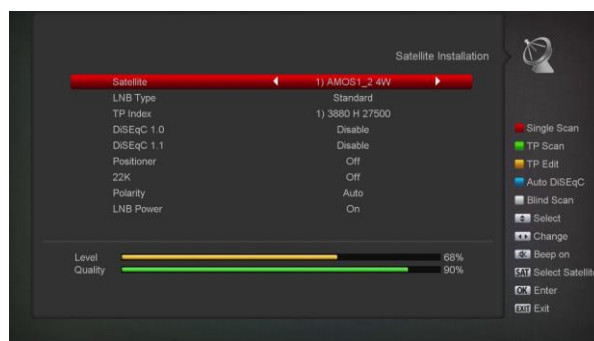 Satellite Installation
Satellite 1) AMOS1_2 4W
LNB Type Standard
TP Index 1) 3880 H 27500
DiSEqC 1.0 Disable
DiSEqC 1.1 Disable
Positioner Off
22K Off
Polarity Auto
LNB Power On
Level 68%
Quality 90%
Single Scan
TP Scan
TP Edit
Auto DiSEqC
Blind Scan
Select
Change
Beep on
SAT Select Satellite
OK Enter
EXIT Exit